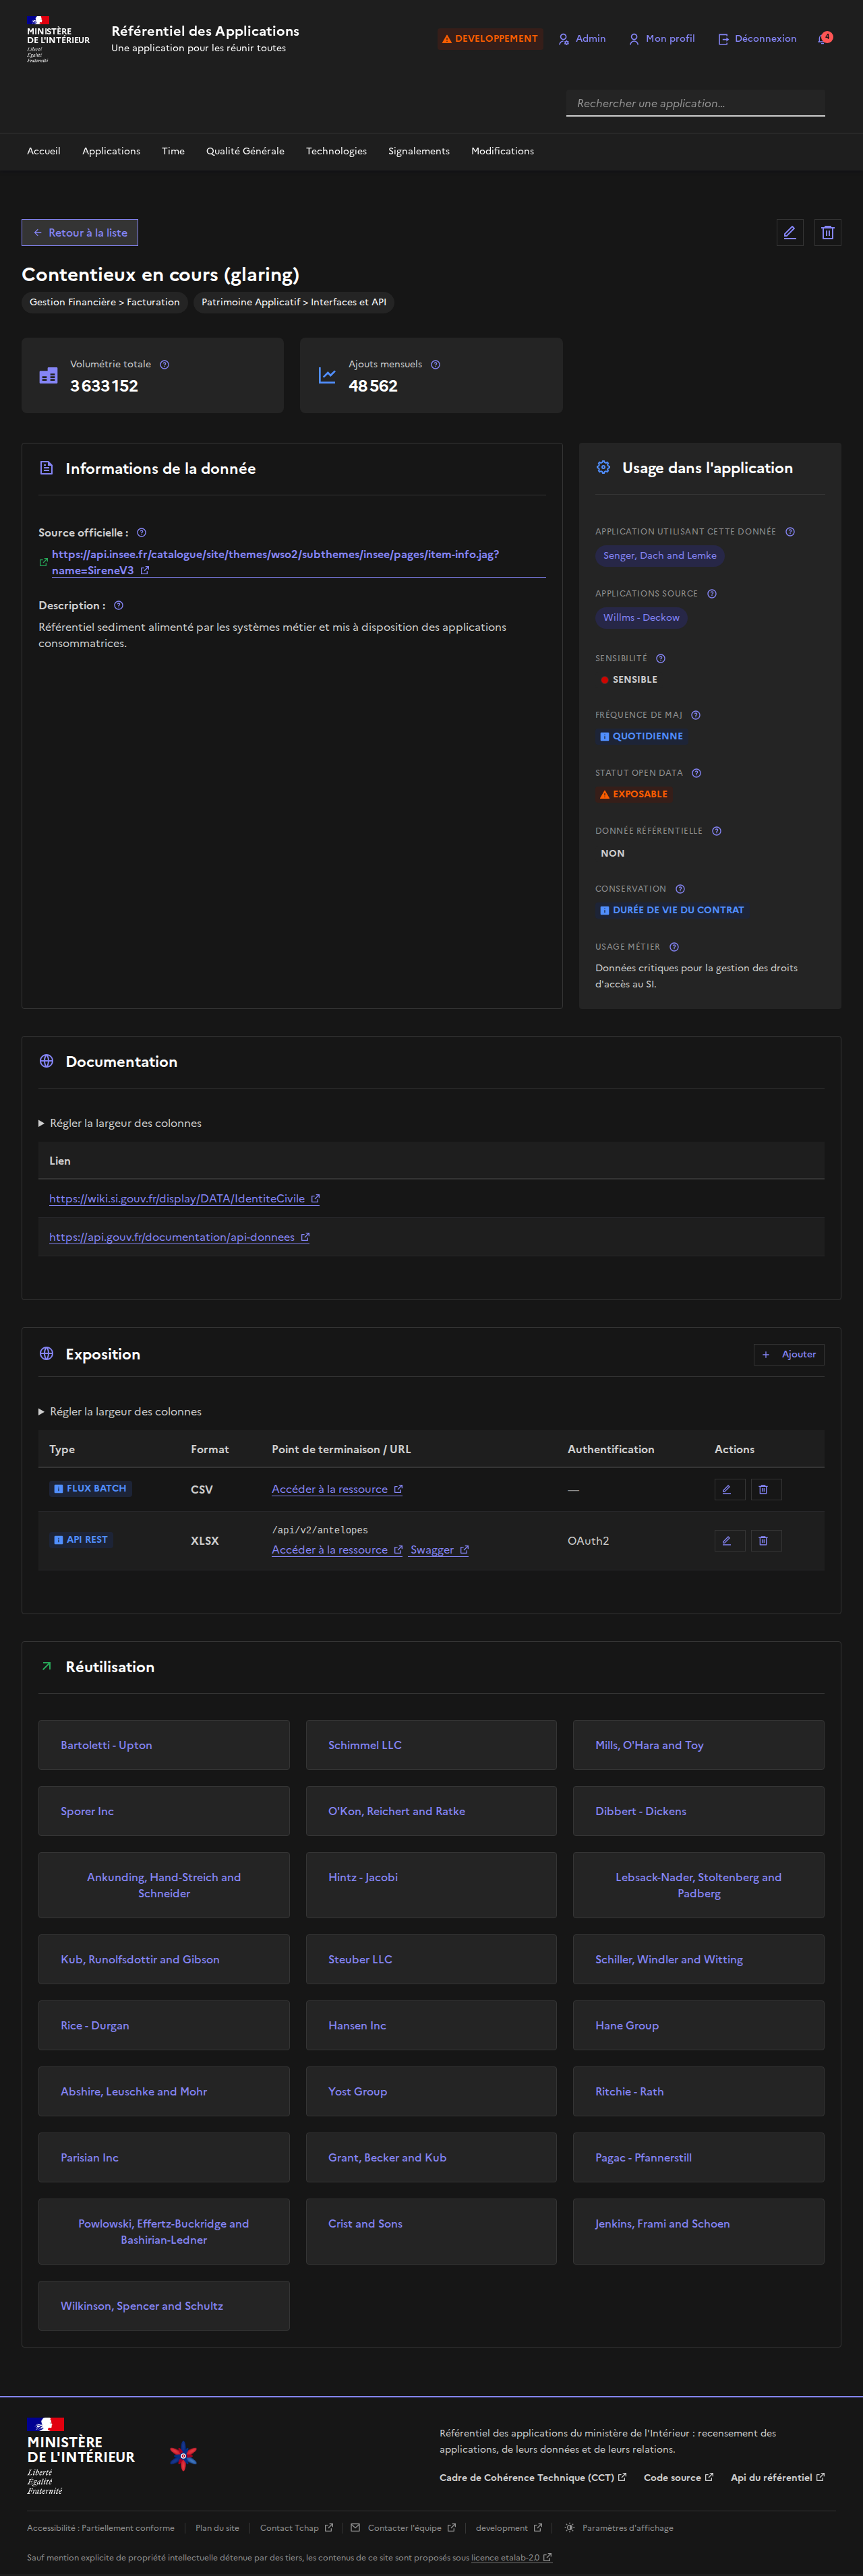 MINISTÈRE
DE L'INTÉRIEUR
Liberté
Égalité
Fraternité
Référentiel des Applications
Une application pour les réunir toutes
DEVELOPPEMENT
Admin
Mon profil
Déconnexion
4
Rechercher une application…
Accueil
Applications
Time
Qualité Générale
Technologies
Signalements
Modifications
Retour à la liste
Contentieux en cours (glaring)
Gestion Financière > Facturation
Patrimoine Applicatif > Interfaces et API
Volumétrie totale
3 633 152
Ajouts mensuels
48 562
Informations de la donnée
Source officielle :
https://api.insee.fr/catalogue/site/themes/wso2/subthemes/insee/pages/item-info.jag?
name=SireneV3
Description :
Référentiel sediment alimenté par les systèmes métier et mis à disposition des applications
consommatrices.
Usage dans l'application
APPLICATION UTILISANT CETTE DONNÉE
Senger, Dach and Lemke
APPLICATIONS SOURCE
Willms - Deckow
SENSIBILITÉ
SENSIBLE
FRÉQUENCE DE MAJ
QUOTIDIENNE
STATUT OPEN DATA
EXPOSABLE
DONNÉE RÉFÉRENTIELLE
NON
CONSERVATION
DURÉE DE VIE DU CONTRAT
USAGE MÉTIER
Données critiques pour la gestion des droits
d'accès au SI.
Documentation
Régler la largeur des colonnes
Lien
https://wiki.si.gouv.fr/display/DATA/IdentiteCivile
https://api.gouv.fr/documentation/api-donnees
Exposition
Ajouter
Régler la largeur des colonnes
Type
Format
Point de terminaison / URL
Authentification
Actions
FLUX BATCH
CSV
Accéder à la ressource
—
API REST
XLSX
/api/v2/antelopes
Accéder à la ressource
Swagger
OAuth2
Réutilisation
Bartoletti - Upton
Schimmel LLC
Mills, O'Hara and Toy
Sporer Inc
O'Kon, Reichert and Ratke
Dibbert - Dickens
Ankunding, Hand-Streich and
Schneider
Hintz - Jacobi
Lebsack-Nader, Stoltenberg and
Padberg
Kub, Runolfsdottir and Gibson
Steuber LLC
Schiller, Windler and Witting
Rice - Durgan
Hansen Inc
Hane Group
Abshire, Leuschke and Mohr
Yost Group
Ritchie - Rath
Parisian Inc
Grant, Becker and Kub
Pagac - Pfannerstill
Powlowski, Effertz-Buckridge and
Bashirian-Ledner
Crist and Sons
Jenkins, Frami and Schoen
Wilkinson, Spencer and Schultz
MINISTÈRE
DE L'INTÉRIEUR
Liberté
Égalité
Fraternité
Référentiel des applications du ministère de l'Intérieur : recensement des
applications, de leurs données et de leurs relations.
Cadre de Cohérence Technique (CCT)
Code source
Api du référentiel
Accessibilité : Partiellement conforme
Plan du site
Contact Tchap
Contacter l'équipe
development
Paramètres d'affichage
Sauf mention explicite de propriété intellectuelle détenue par des tiers, les contenus de ce site sont proposés sous licence etalab-2.0